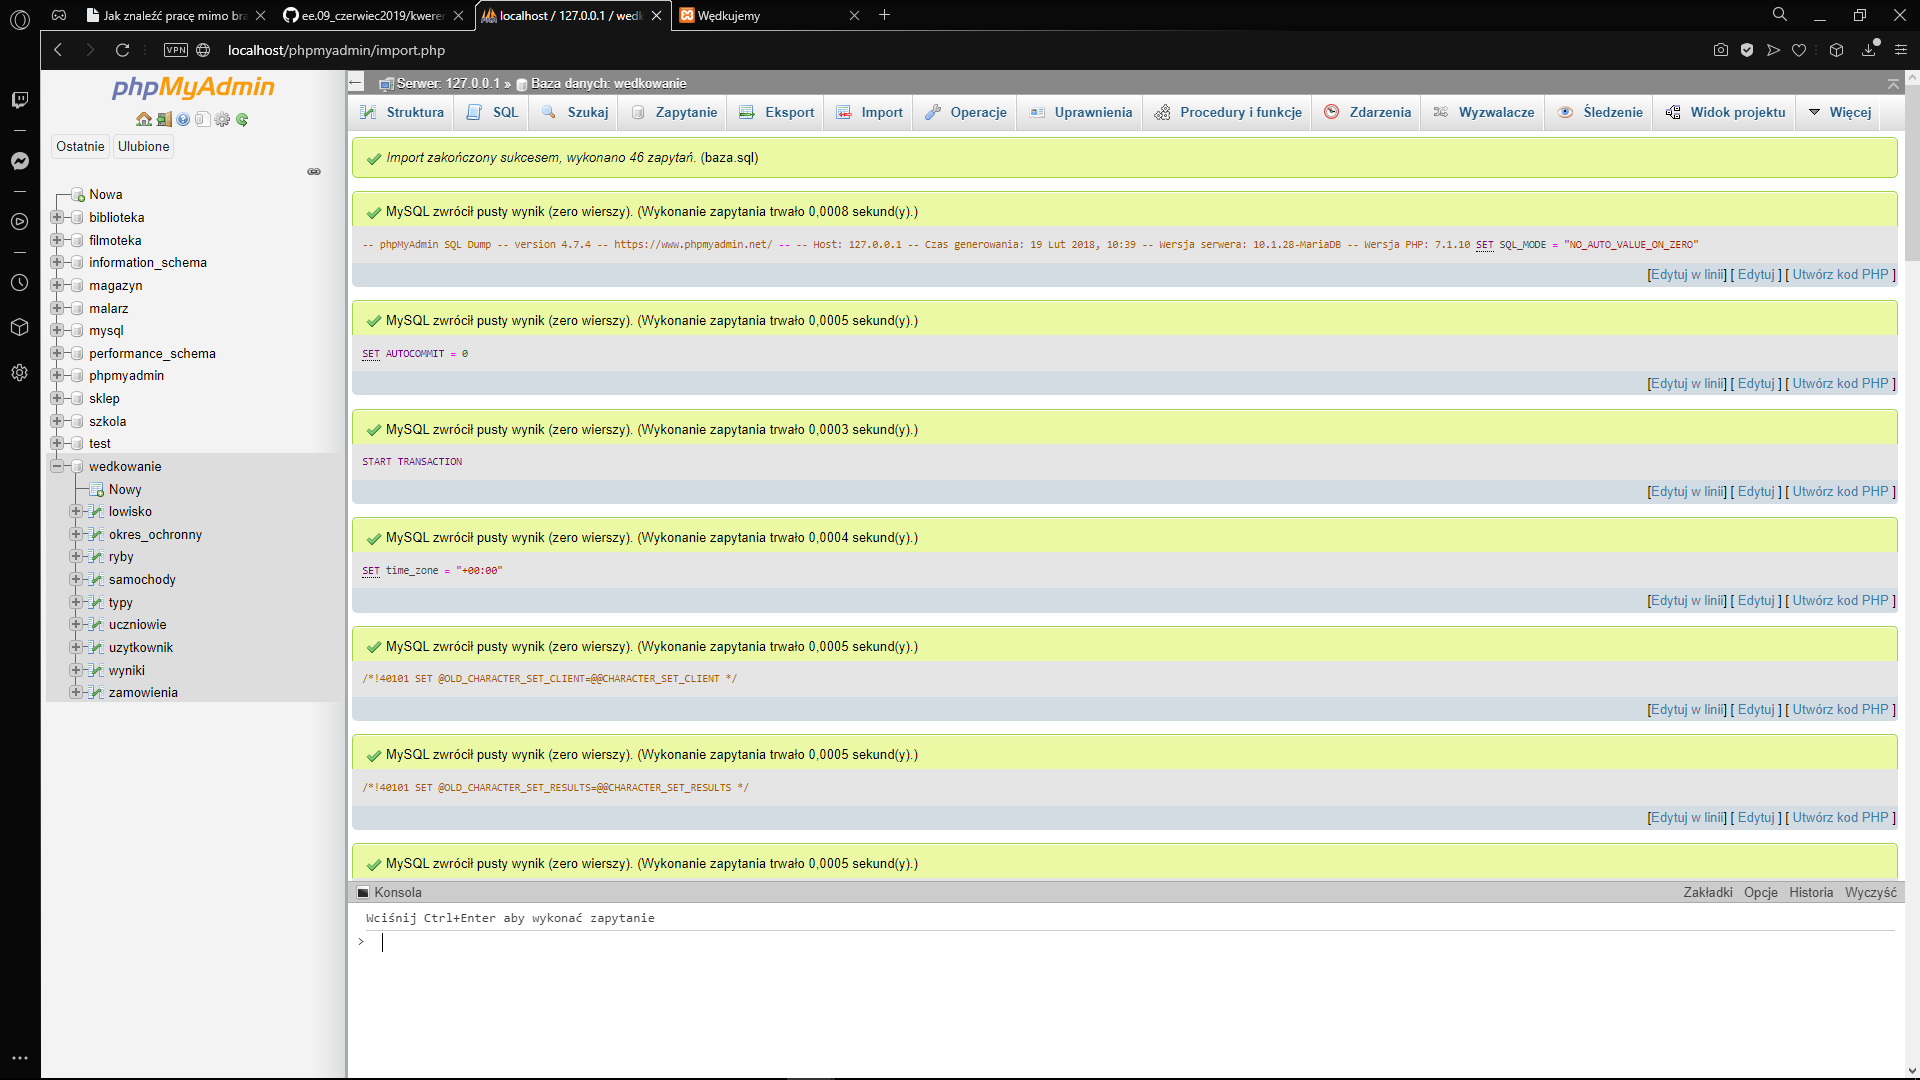 Jak znaleźć pracę mimo bra
ee.09_czerwiec2019/kwerer
localhost / 127.0.0.1 / wedk
Wędkujemy
VPN
localhost/phpmyadmin/import.php
phpMyAdmin
Ostatnie
Ulubione
Nowa
biblioteka
filmoteka
information_schema
magazyn
malarz
mysql
performance_schema
phpmyadmin
sklep
szkola
test
wedkowanie
Nowy
lowisko
okres_ochronny
ryby
samochody
typy
uczniowie
uzytkownik
wyniki
zamowienia
Serwer: 127.0.0.1 » Baza danych: wedkowanie
Struktura SQL Szukaj Zapytanie Eksport Import Operacje Uprawnienia Procedury i funkcje Zdarzenia Wyzwalacze Śledzenie Widok projektu Więcej
Import zakończony sukcesem, wykonano 46 zapytań. (baza.sql)
MySQL zwrócił pusty wynik (zero wierszy). (Wykonanie zapytania trwało 0,0008 sekund(y).)
-- phpMyAdmin SQL Dump -- version 4.7.4 -- https://www.phpmyadmin.net/ -- -- Host: 127.0.0.1 -- Czas generowania: 19 Lut 2018, 10:39 -- Wersja serwera: 10.1.28-MariaDB -- Wersja PHP: 7.1.10 SET SQL_MODE = "NO_AUTO_VALUE_ON_ZERO"
[Edytuj w linii] [ Edytuj ] [ Utwórz kod PHP ]
MySQL zwrócił pusty wynik (zero wierszy). (Wykonanie zapytania trwało 0,0005 sekund(y).)
SET AUTOCOMMIT = 0
[Edytuj w linii] [ Edytuj ] [ Utwórz kod PHP ]
MySQL zwrócił pusty wynik (zero wierszy). (Wykonanie zapytania trwało 0,0003 sekund(y).)
START TRANSACTION
[Edytuj w linii] [ Edytuj ] [ Utwórz kod PHP ]
MySQL zwrócił pusty wynik (zero wierszy). (Wykonanie zapytania trwało 0,0004 sekund(y).)
SET time_zone = "+00:00"
[Edytuj w linii] [ Edytuj ] [ Utwórz kod PHP ]
MySQL zwrócił pusty wynik (zero wierszy). (Wykonanie zapytania trwało 0,0005 sekund(y).)
/*!40101 SET @OLD_CHARACTER_SET_CLIENT=@@CHARACTER_SET_CLIENT */
[Edytuj w linii] [ Edytuj ] [ Utwórz kod PHP ]
MySQL zwrócił pusty wynik (zero wierszy). (Wykonanie zapytania trwało 0,0005 sekund(y).)
/*!40101 SET @OLD_CHARACTER_SET_RESULTS=@@CHARACTER_SET_RESULTS */
[Edytuj w linii] [ Edytuj ] [ Utwórz kod PHP ]
MySQL zwrócił pusty wynik (zero wierszy). (Wykonanie zapytania trwało 0,0005 sekund(y).)
Konsola
Zakładki Opcje Historia Wyczyść
Wciśnij Ctrl+Enter aby wykonać zapytanie
>